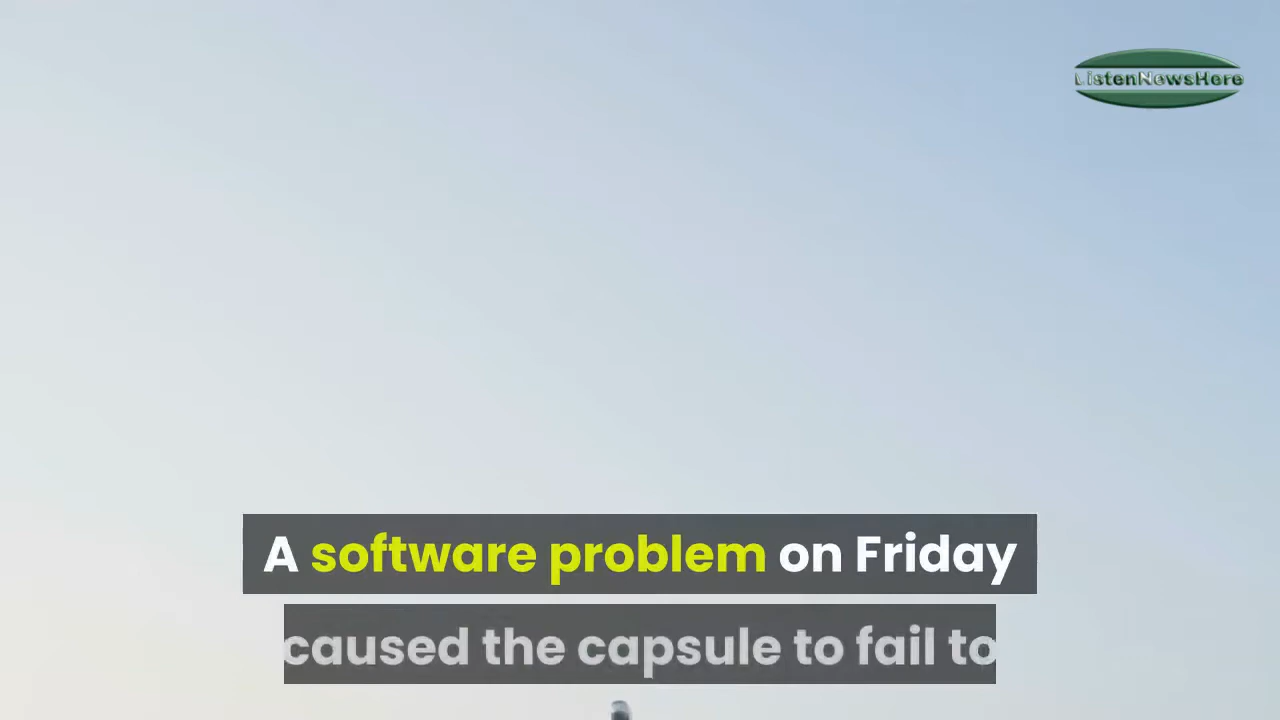 ListenNewsHere
A software problem on Friday
caused the capsule to fail to